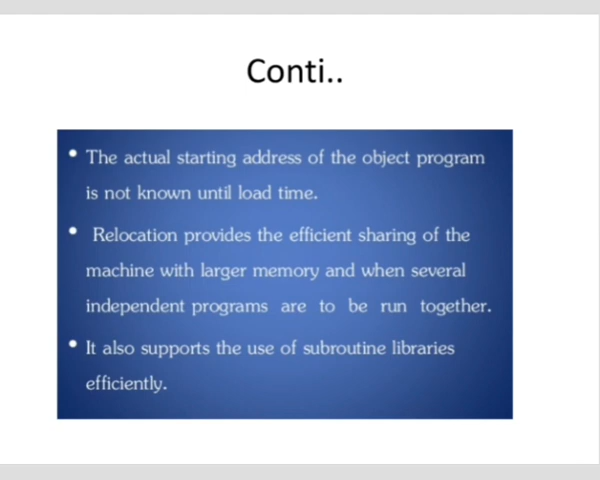 Conti..
• The actual starting address of the object program
is not known until load time.
• Relocation provides the efficient sharing of the
machine with larger memory and when several
independent programs are to be run together.
• It also supports the use of subroutine libraries
efficiently.